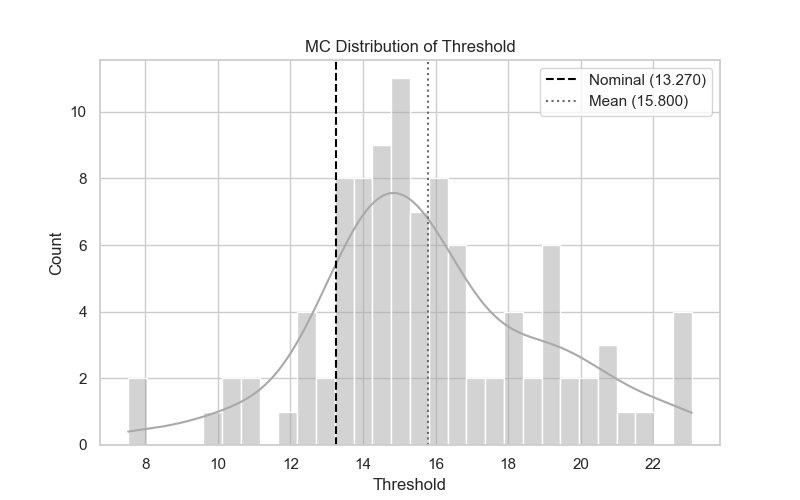 MC Distribution of Threshold
Nominal (13.270)
Mean (15.800)
Count
10
8
6
4
2
0
8 10 12 14 16 18 20 22
Threshold